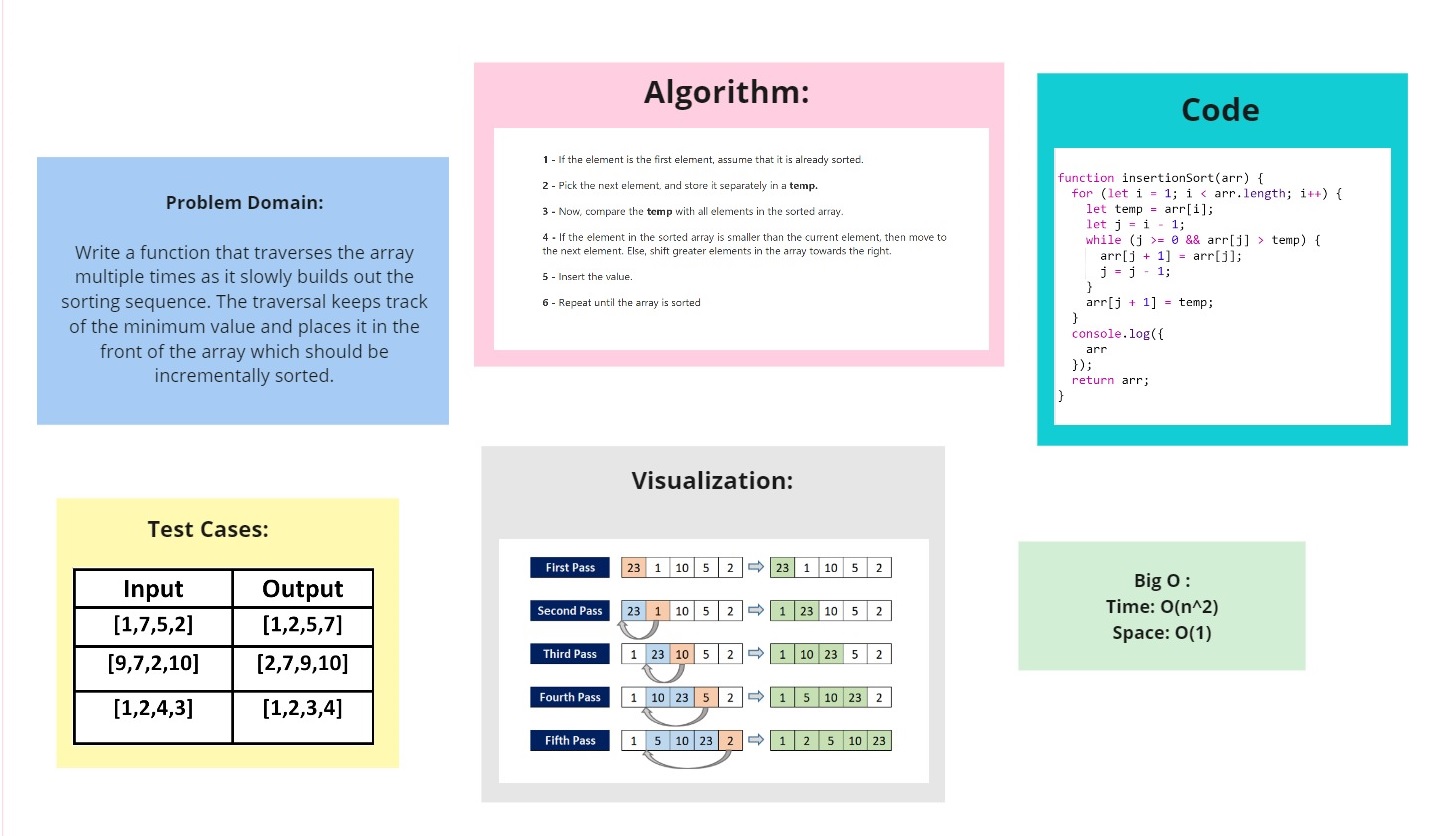 Problem Domain:
Write a function that traverses the array
multiple times as it slowly builds out the
sorting sequence. The traversal keeps track
of the minimum value and places it in the
front of the array which should be
incrementally sorted.
Algorithm:
1 - If the element is the first element, assume that it is already sorted.
2 - Pick the next element, and store it separately in a temp.
3 - Now, compare the temp with all elements in the sorted array.
4 - If the element in the sorted array is smaller than the current element, then move to
the next element. Else, shift greater elements in the array towards the right.
5 - Insert the value.
6 - Repeat until the array is sorted
Code
function insertionSort(arr) {
for (let i = 1; i < arr.length; i++) {
let temp = arr[i];
let j = i - 1;
while (j >= 0 && arr[j] > temp) {
arr[j + 1] = arr[j];
j = j - 1;
}
arr[j + 1] = temp;
}
console.log({
arr
});
return arr;
}
Test Cases:
Input Output
[1,7,5,2] [1,2,5,7]
[9,7,2,10] [2,7,9,10]
[1,2,4,3] [1,2,3,4]
Visualization:
First Pass 23 1 10 5 2 23 1 10 5 2
Second Pass 23 1 10 5 2 1 23 10 5 2
Third Pass 1 23 10 5 2 1 10 23 5 2
Fourth Pass 1 10 23 5 2 1 5 10 23 2
Fifth Pass 1 5 10 23 2 1 2 5 10 23
Big O :
Time: O(n^2)
Space: O(1)